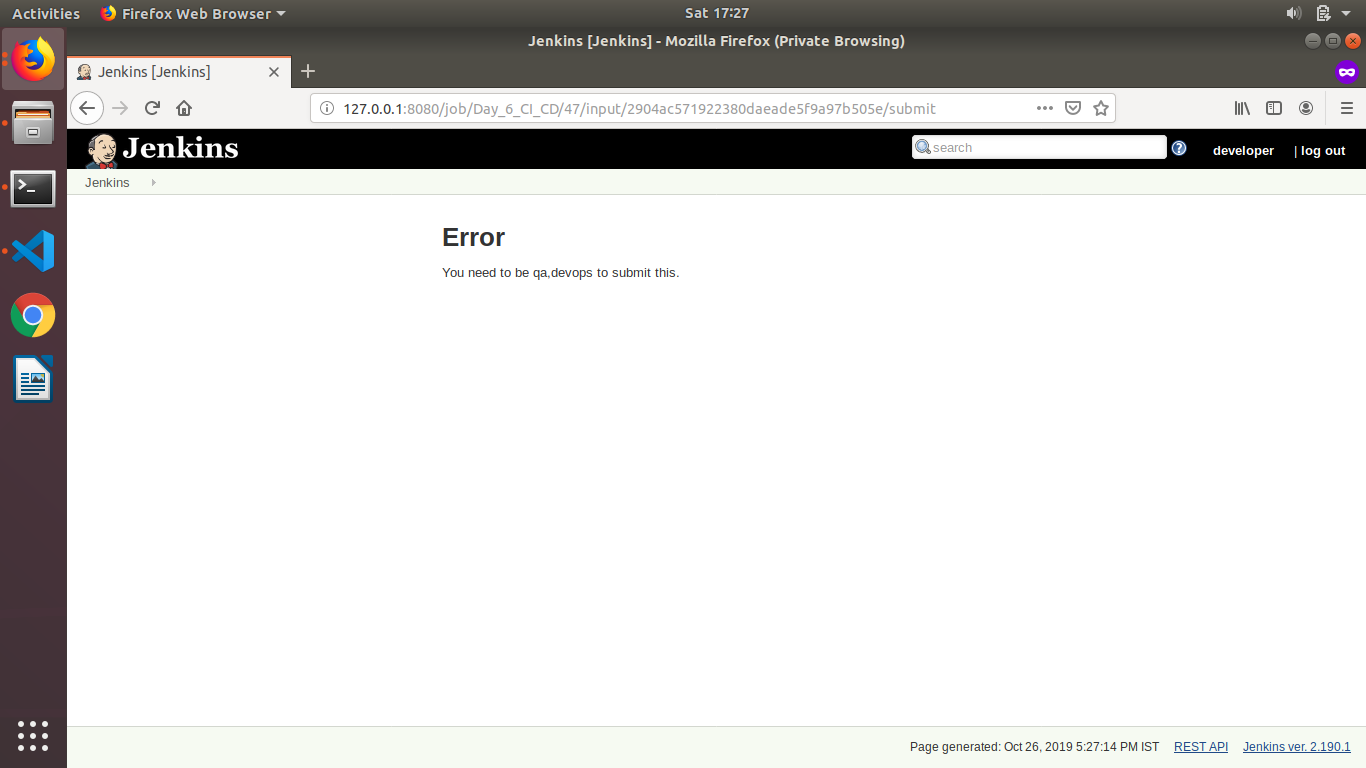 Activities Firefox Web Browser Sat 17:27
Jenkins [Jenkins] - Mozilla Firefox (Private Browsing)
Jenkins [Jenkins]
127.0.0.1:8080/job/Day_6_CI_CD/47/input/2904ac571922380daeade5f9a97b505e/submit
Jenkins search developer | log out
Jenkins
Error
You need to be qa,devops to submit this.
Page generated: Oct 26, 2019 5:27:14 PM IST REST API Jenkins ver. 2.190.1